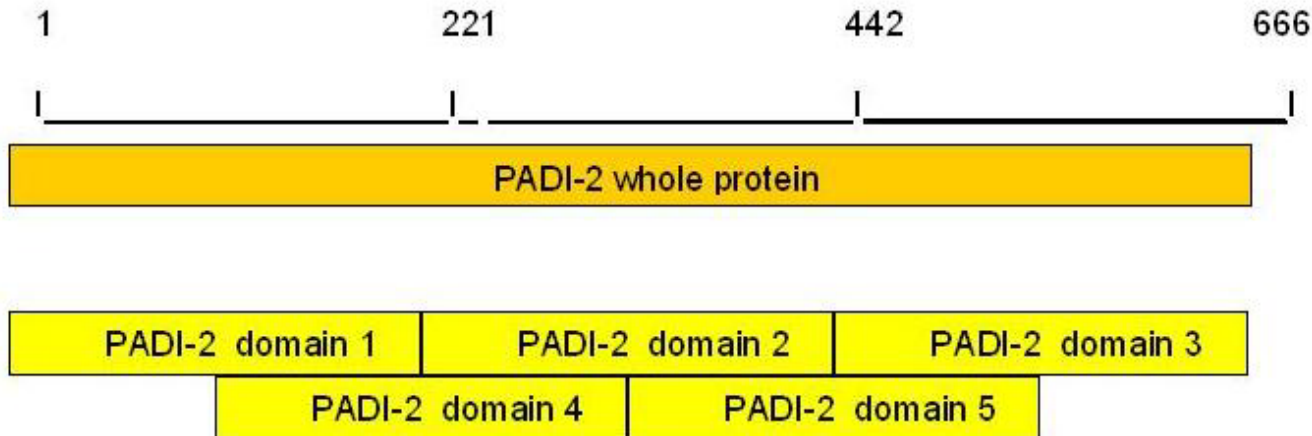 1 221 442 666
PADI-2 whole protein
PADI-2 domain 1 PADI-2 domain 2 PADI-2 domain 3
PADI-2 domain 4 PADI-2 domain 5